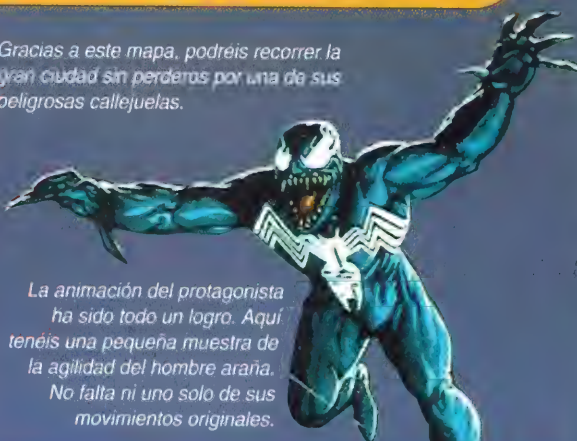 Gracias a este mapa, podréis recorrer la
gran ciudad sin perderos por una de sus
peligrosas callejuelas.
La animación del protagonista
ha sido todo un logro. Aquí
tenéis una pequeña muestra de
la agilidad del hombre araña.
No falta ni uno solo de sus
movimientos originales.